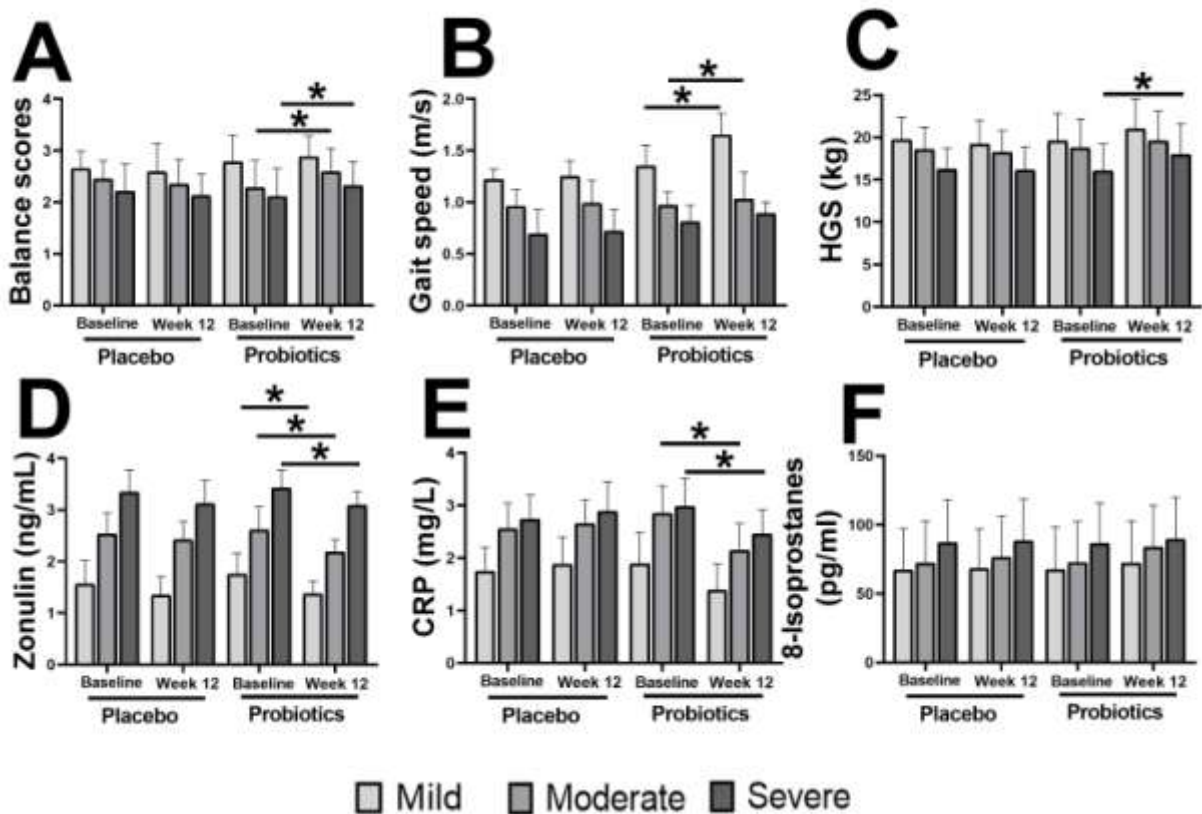 A
Balance scores
4
3
2
1
0
*
*
Baseline Week 12 Baseline Week 12
Placebo Probiotics
B
Gait speed (m/s)
2.0
1.5
1.0
0.5
0.0
*
*
Baseline Week 12 Baseline Week 12
Placebo Probiotics
C
HGS (kg)
25
20
15
10
5
0
*
Baseline Week 12 Baseline Week 12
Placebo Probiotics
D
Zonulin (ng/mL)
4
3
2
1
0
*
*
*
Baseline Week 12 Baseline Week 12
Placebo Probiotics
E
CRP (mg/L)
4
3
2
1
0
*
*
Baseline Week 12 Baseline Week 12
Placebo Probiotics
F
8-Isoprostanes
(pg/ml)
150
100
50
0
Baseline Week 12 Baseline Week 12
Placebo Probiotics
Mild Moderate Severe